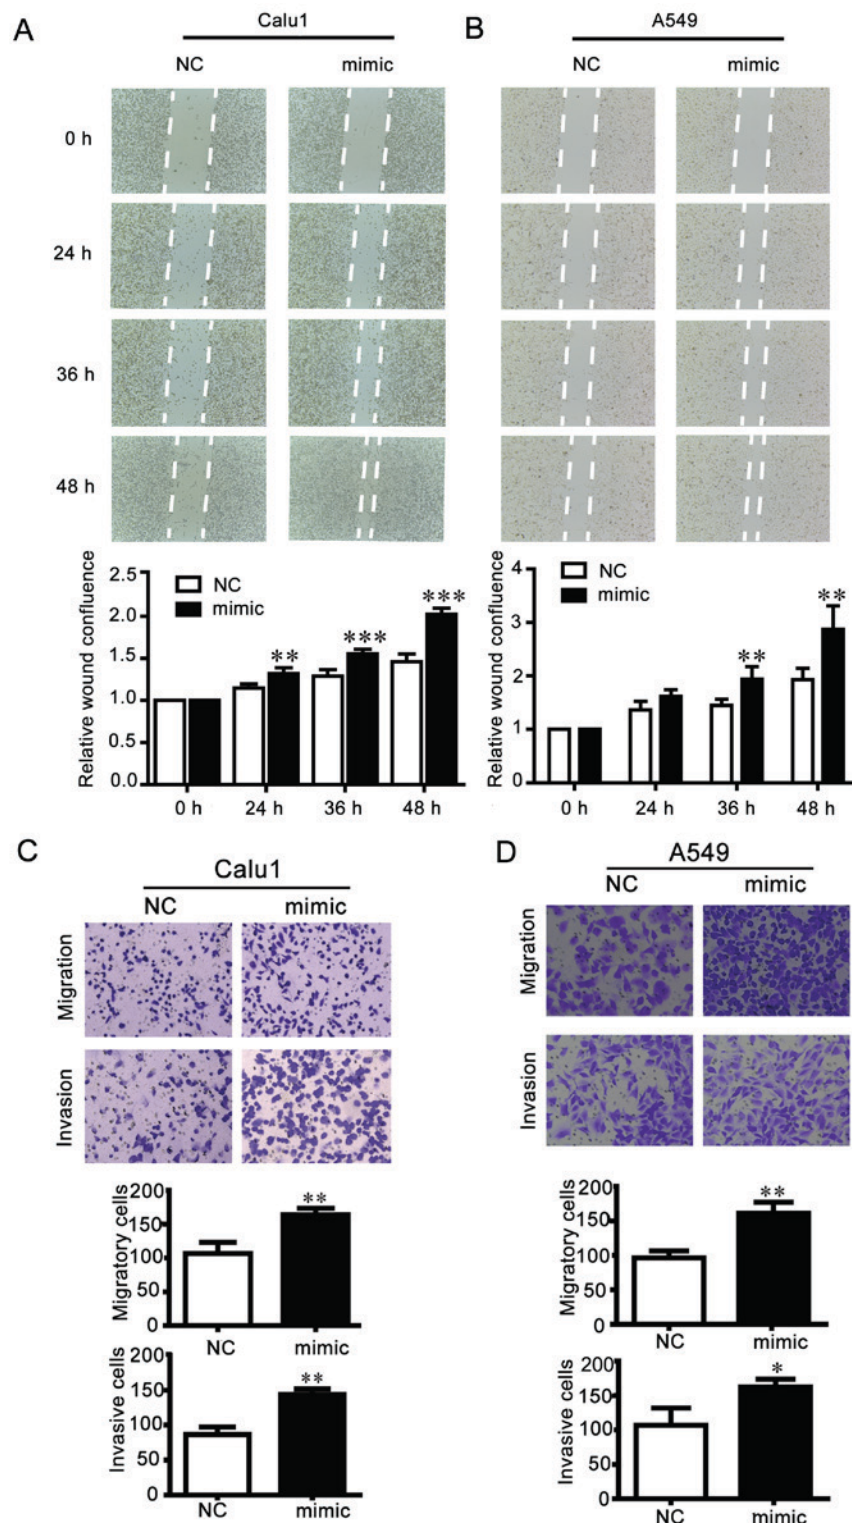 A
Calu1
NC mimic
0 h
24 h
36 h
48 h
Relative wound confluence
2.5
2.0
1.5
1.0
0.5
0.0
NC
mimic
**
***
***
0 h 24 h 36 h 48 h
B
A549
NC mimic
Relative wound confluence
4
3
2
1
0
NC
mimic
**
**
0 h 24 h 36 h 48 h
C
Calu1
NC mimic
Migration
Invasion
Migratory cells
200
150
100
50
0
**
NC mimic
Invasive cells
200
150
100
50
0
**
NC mimic
D
A549
NC mimic
Migration
Invasion
Migratory cells
200
150
100
50
0
**
NC mimic
Invasive cells
200
150
100
50
0
*
NC mimic